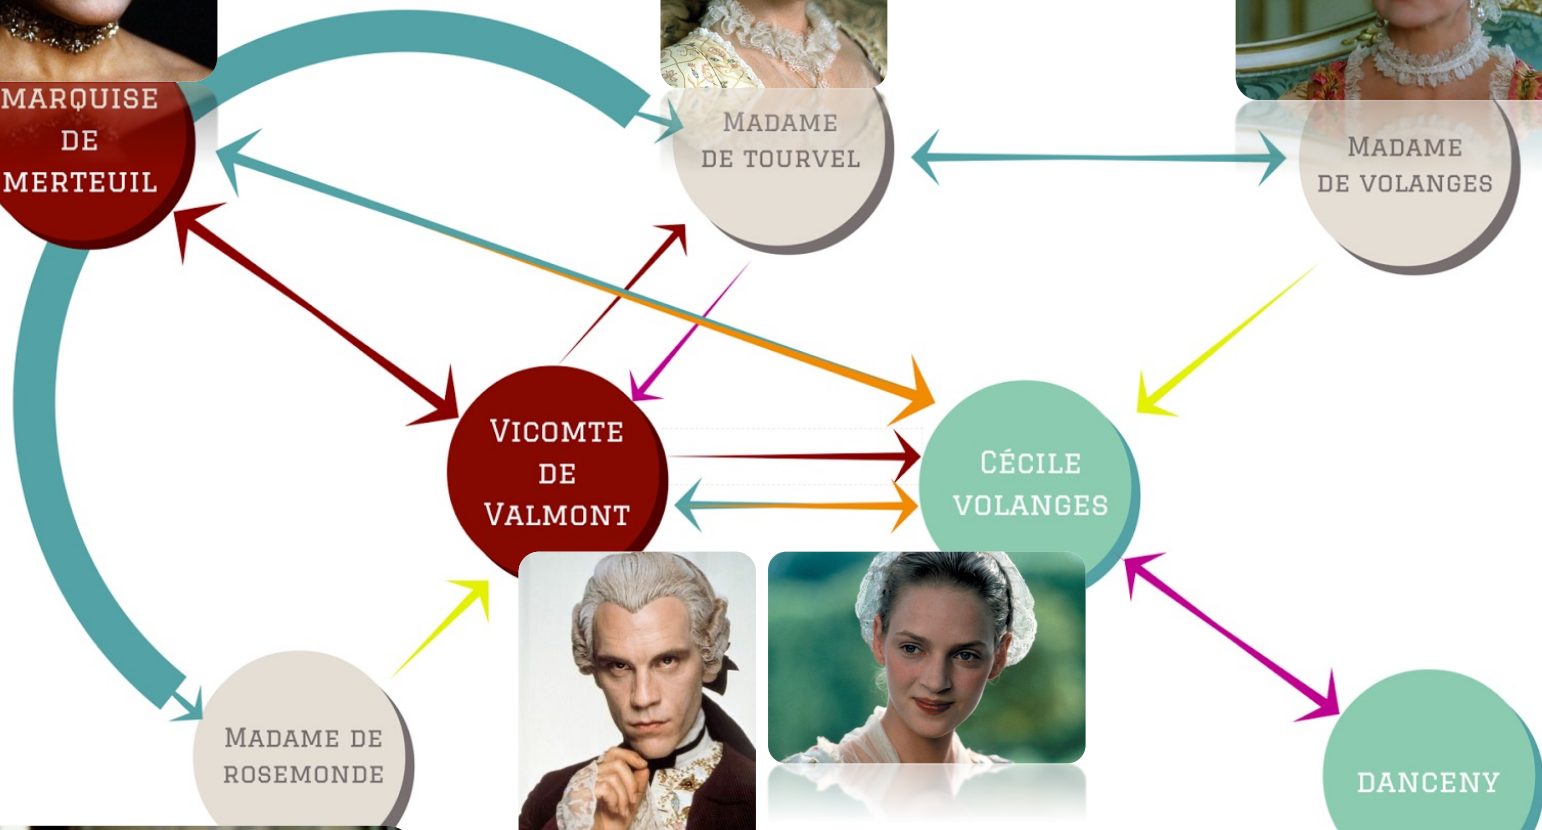 MARQUISE
DE
MERTEUIL
MADAME
DE TOURVEL
MADAME
DE VOLANGES
VICOMTE
DE
VALMONT
CÉCILE
VOLANGES
MADAME DE
ROSEMONDE
DANCENY